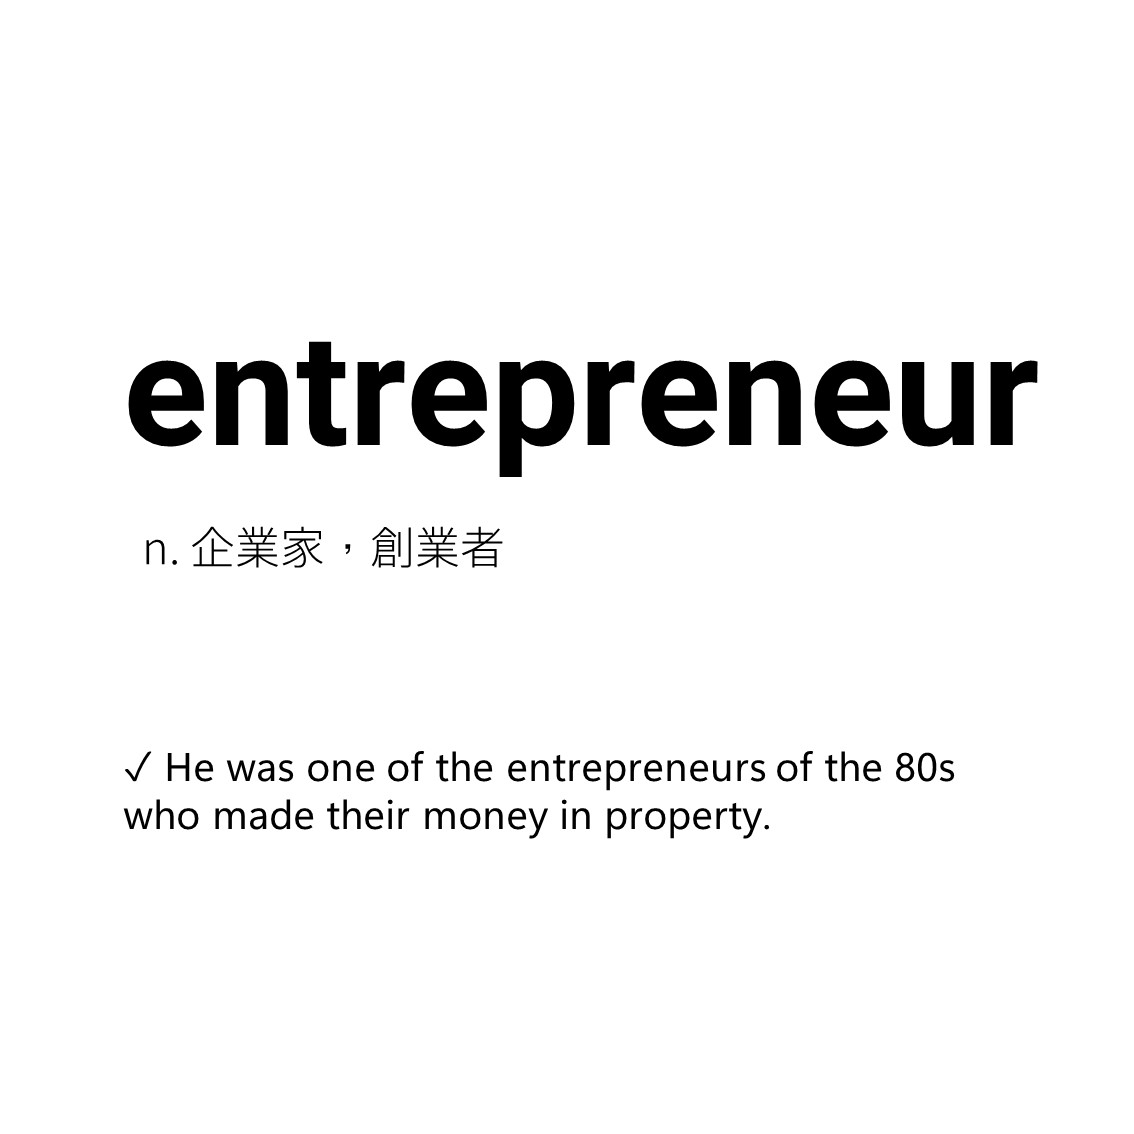 entrepreneur
n. 企業家，創業者
✓ He was one of the entrepreneurs of the 80s
who made their money in property.